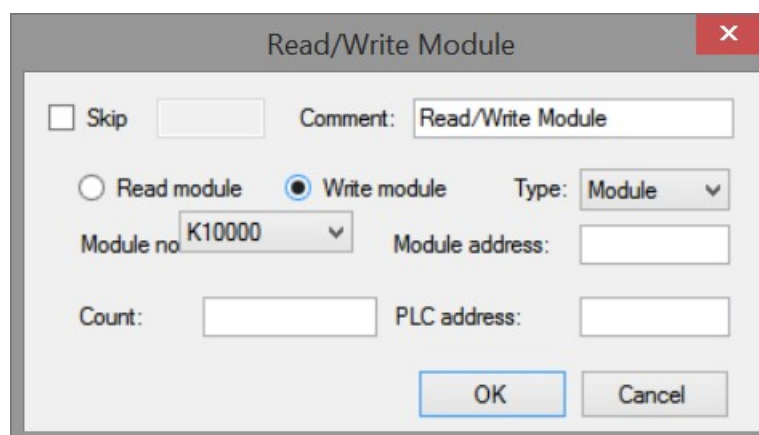 Read/Write Module
Skip Comment: Read/Write Module
Read module Write module Type: Module
Module no K10000 Module address:
Count: PLC address:
OK Cancel